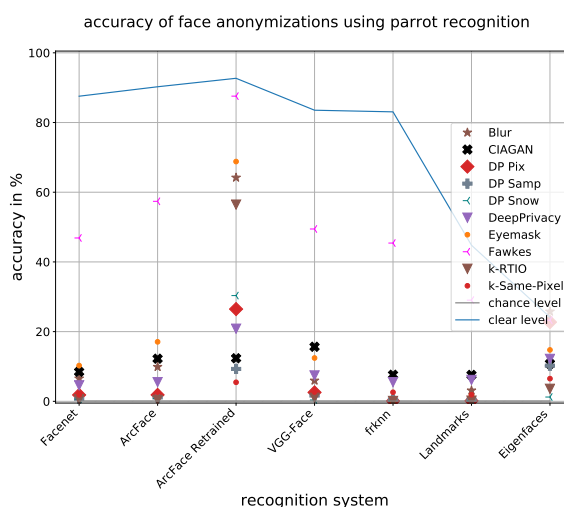 accuracy of face anonymizations using parrot recognition
100
80
60
40
20
0
accuracy in %
Blur
CIAGAN
DP Pix
DP Samp
DP Snow
DeepPrivacy
Eyemask
Fawkes
k-RTIO
k-Same-Pixel
chance level
clear level
Facenet
ArcFace
ArcFace Retrained
VGG-Face
frknn
Landmarks
Eigenfaces
recognition system